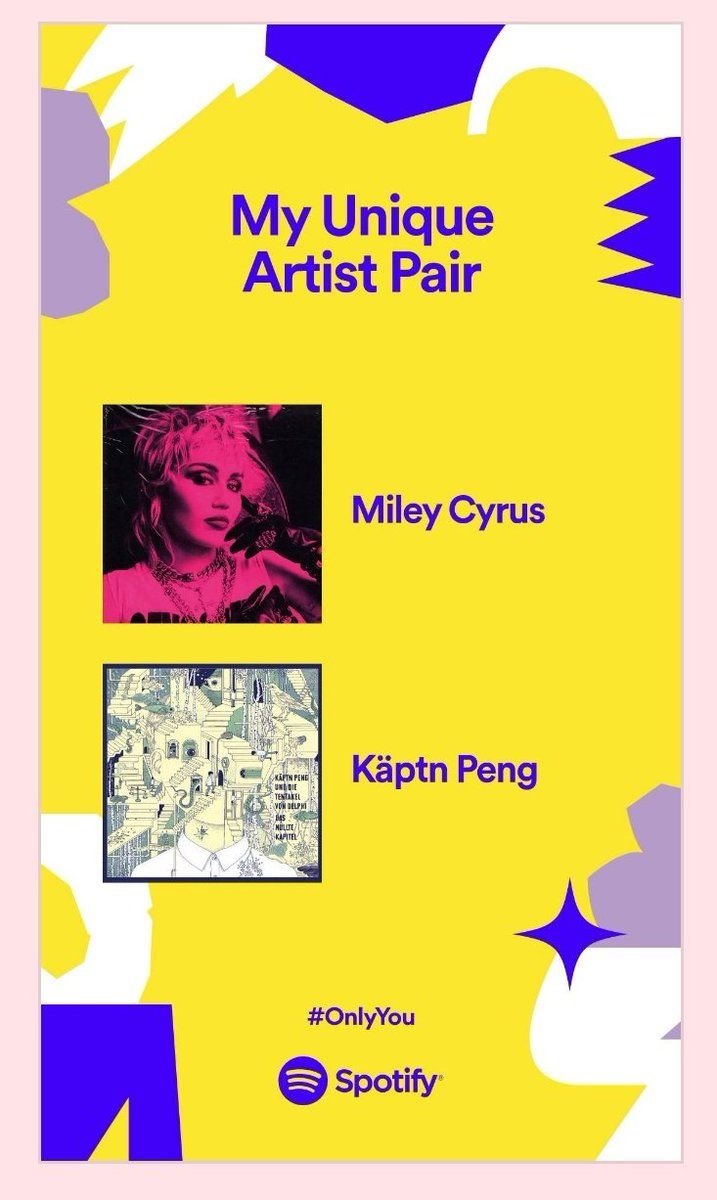 My Unique
Artist Pair
Miley Cyrus
Käptn Peng
KÄPTN PENG
UND DIE
TENTAKEL
VON DELPHI
DAS
NULLTE
KAPITEL
#OnlyYou
Spotify®